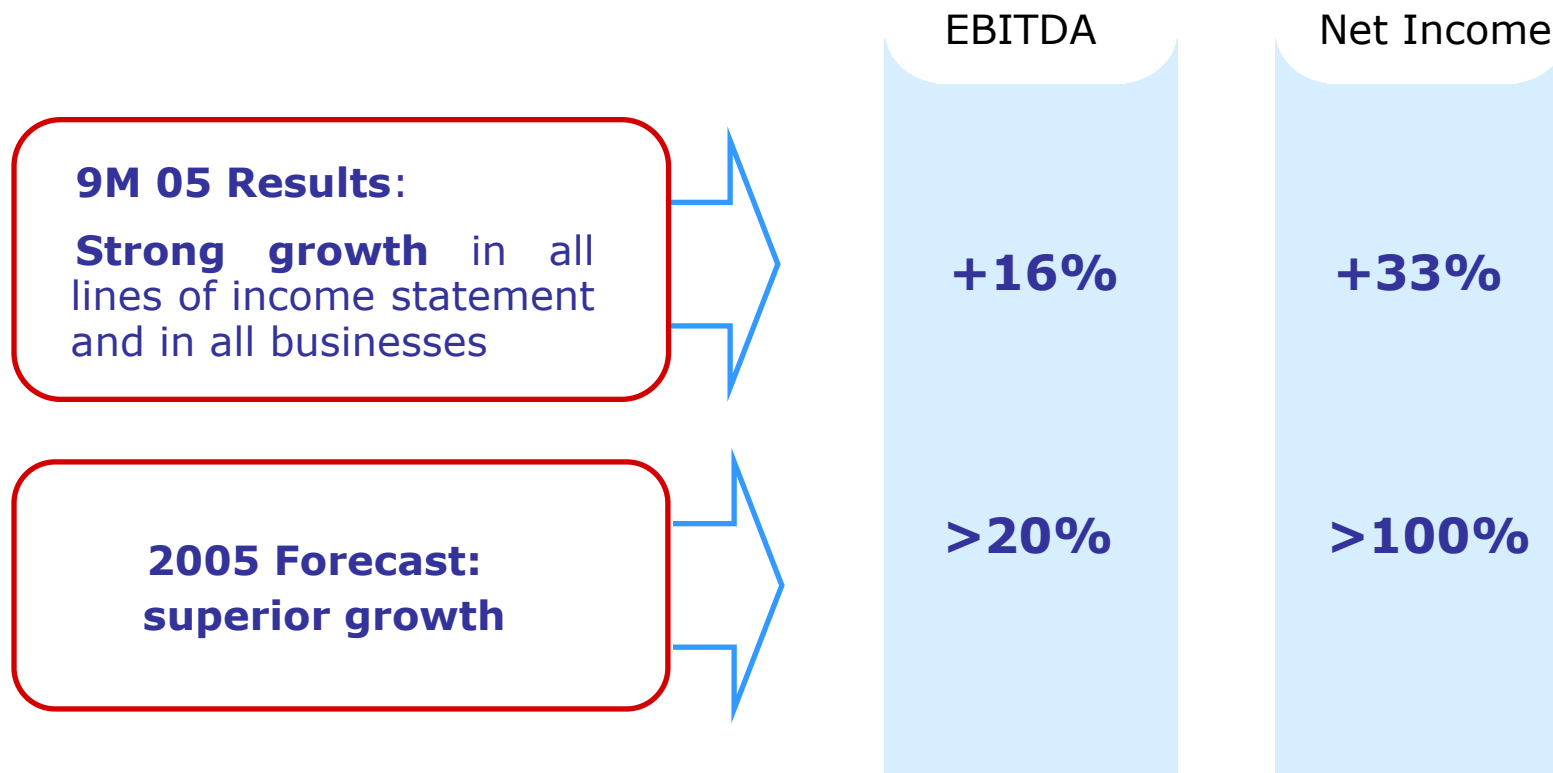 EBITDA
Net Income
9M 05 Results:
Strong growth in all
lines of income statement
and in all businesses
+16%
+33%
2005 Forecast:
superior growth
>20%
>100%